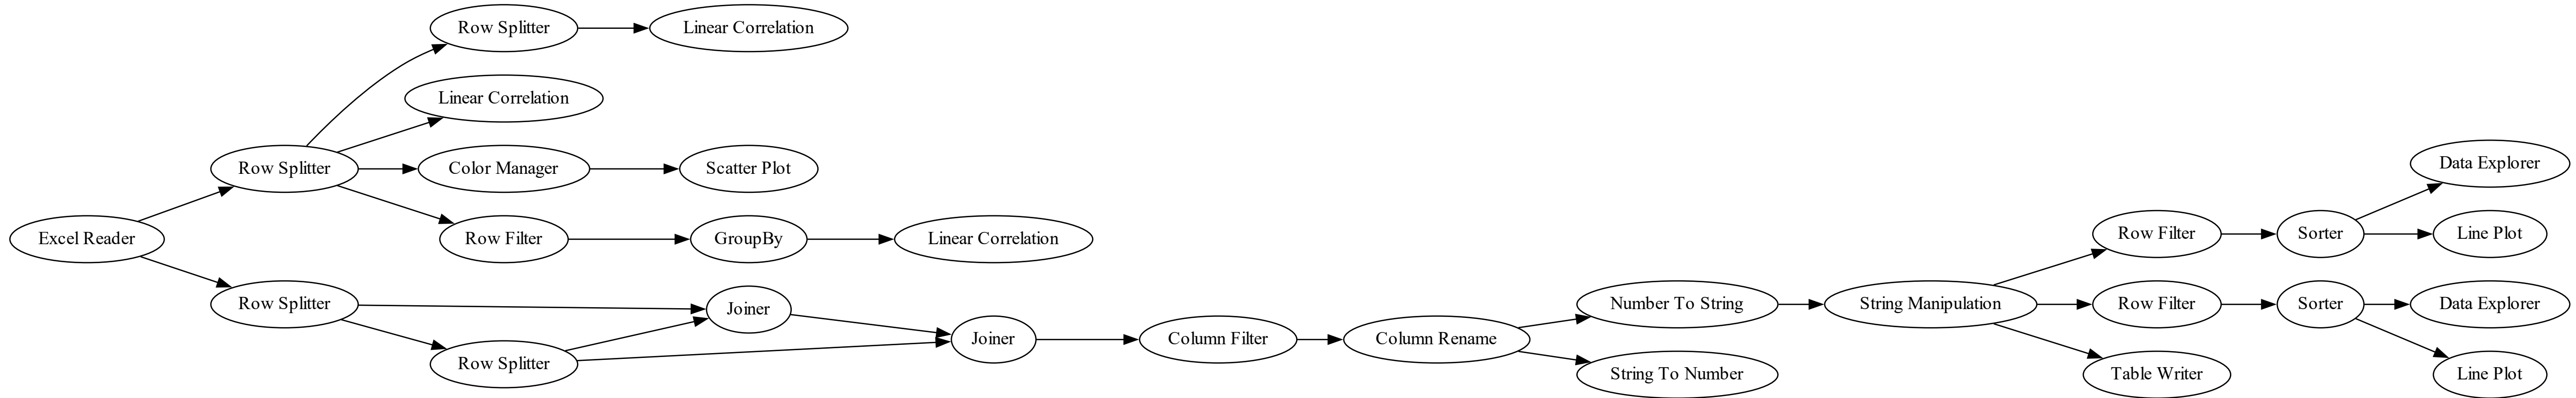 Row Splitter
Linear Correlation
Linear Correlation
Row Splitter
Color Manager
Scatter Plot
Data Explorer
Excel Reader
Row Filter
GroupBy
Linear Correlation
Row Filter
Sorter
Line Plot
Row Splitter
Joiner
Number To String
String Manipulation
Row Filter
Sorter
Data Explorer
Joiner
Column Filter
Column Rename
Row Splitter
String To Number
Table Writer
Line Plot